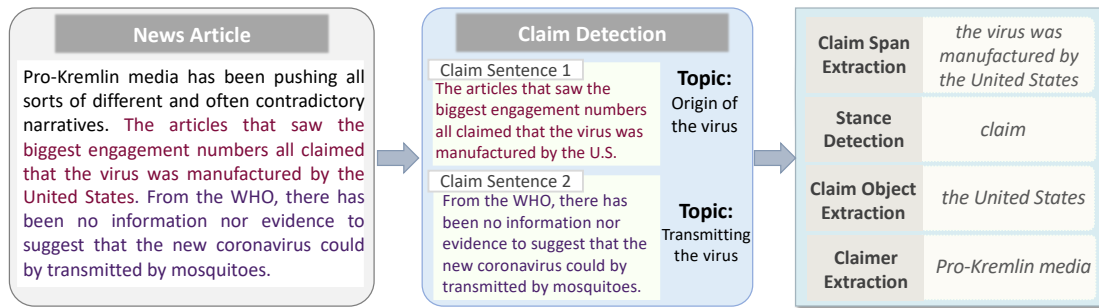 News Article
Pro-Kremlin media has been pushing all
sorts of different and often contradictory
narratives. The articles that saw the
biggest engagement numbers all claimed
that the virus was manufactured by the
United States. From the WHO, there has
been no information nor evidence to
suggest that the new coronavirus could
by transmitted by mosquitoes.
Claim Detection
Claim Sentence 1
The articles that saw the
biggest engagement numbers
all claimed that the virus was
manufactured by the U.S.
Topic:
Origin of
the virus
Claim Sentence 2
From the WHO, there has
been no information nor
evidence to suggest that the
new coronavirus could by
transmitted by mosquitoes.
Topic:
Transmitting
the virus
Claim Span
Extraction
the virus was
manufactured by
the United States
Stance
Detection
claim
Claim Object
Extraction
the United States
Claimer
Extraction
Pro-Kremlin media